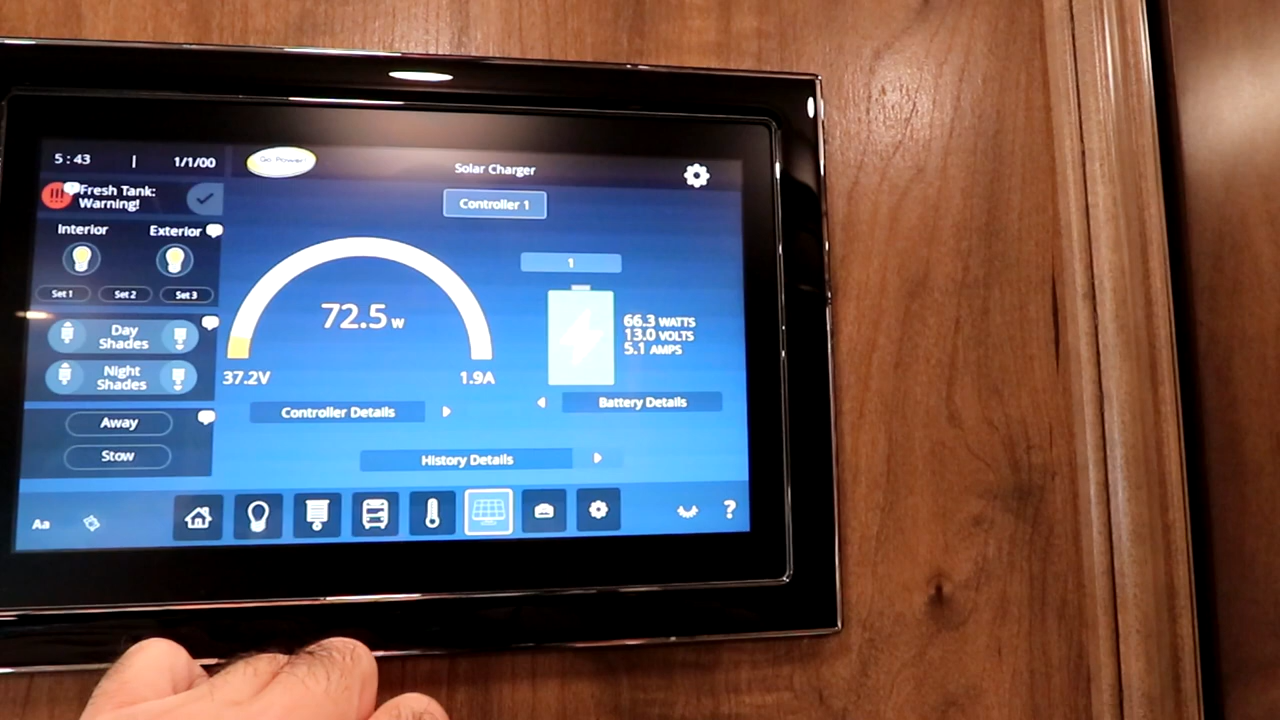 5 : 43 | 1/1/00
Go Power!
Solar Charger
!!! Fresh Tank:
Warning!
Controller 1
Interior Exterior
Set 1 Set 2 Set 3
1
72.5 W
66.3 WATTS
13.0 VOLTS
5.1 AMPS
Day
Shades
Night
Shades
37.2V 1.9A
Controller Details
Battery Details
Away
Stow
History Details
Aa
?